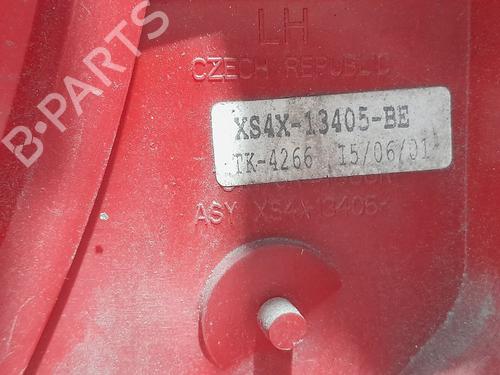 B-PARTS
LH
CZECH REPUBLIC
XS4X-13405-BE
TK-4266 15/06/01
ASY XS4X 13405-